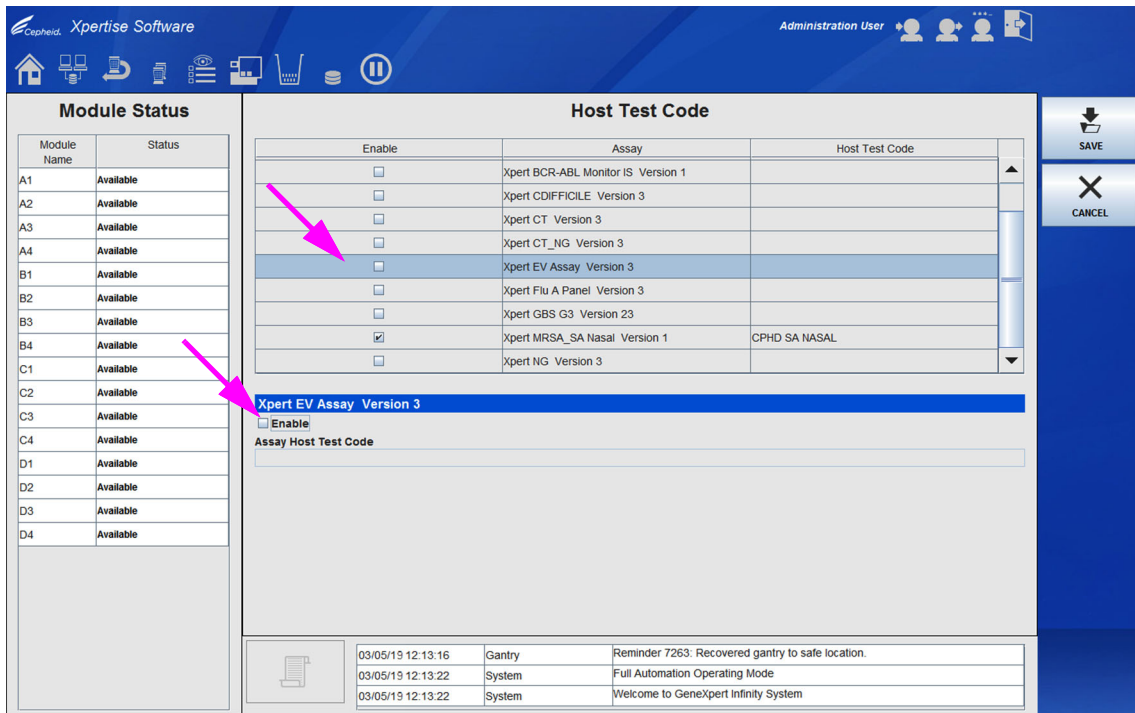 Cepheid. Xpertise Software
Administration User
Module Status
Module Name Status
A1 Available
A2 Available
A3 Available
A4 Available
B1 Available
B2 Available
B3 Available
B4 Available
C1 Available
C2 Available
C3 Available
C4 Available
D1 Available
D2 Available
D3 Available
D4 Available
Host Test Code
Enable Assay Host Test Code
Xpert BCR-ABL Monitor IS Version 1
Xpert CDIFFICILE Version 3
Xpert CT Version 3
Xpert CT_NG Version 3
Xpert EV Assay Version 3
Xpert Flu A Panel Version 3
Xpert GBS G3 Version 23
Xpert MRSA_SA Nasal Version 1 CPHD SA NASAL
Xpert NG Version 3
Xpert EV Assay Version 3
Enable
Assay Host Test Code
03/05/19 12:13:16 Gantry Reminder 7263: Recovered gantry to safe location.
03/05/19 12:13:22 System Full Automation Operating Mode
03/05/19 12:13:22 System Welcome to GeneXpert Infinity System
SAVE
CANCEL